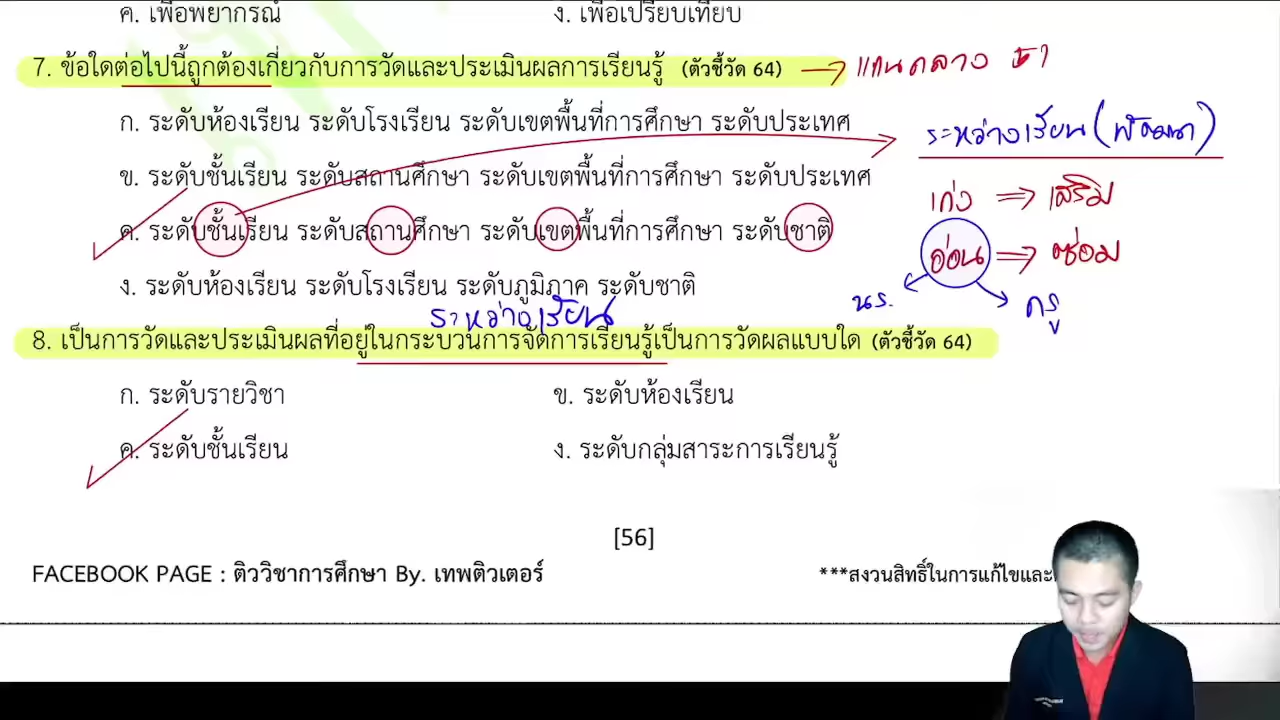 ค. เพื่อพยากรณ์ ง. เพื่อเปรียบเทียบ
7. ข้อใดต่อไปนี้ถูกต้องเกี่ยวกับการวัดและประเมินผลการเรียนรู้ (ตัวชี้วัด 64)
ก. ระดับห้องเรียน ระดับโรงเรียน ระดับเขตพื้นที่การศึกษา ระดับประเทศ
ระหว่างเรียน (พัฒนา)
ข. ระดับชั้นเรียน ระดับสถานศึกษา ระดับเขตพื้นที่การศึกษา ระดับประเทศ
เก่ง ⇒ เสริม
ค. ระดับชั้นเรียน ระดับสถานศึกษา ระดับเขตพื้นที่การศึกษา ระดับชาติ
อ่อน ⇒ ซ่อม
ง. ระดับห้องเรียน ระดับโรงเรียน ระดับภูมิภาค ระดับชาติ
นร. ครู
ระหว่างเรียน
8. เป็นการวัดและประเมินผลที่อยู่ในกระบวนการจัดการเรียนรู้เป็นการวัดผลแบบใด (ตัวชี้วัด 64)
ก. ระดับรายวิชา ข. ระดับห้องเรียน
ค. ระดับชั้นเรียน ง. ระดับกลุ่มสาระการเรียนรู้
[56]
FACEBOOK PAGE : ติววิชาการศึกษา By. เทพติวเตอร์ ***สงวนสิทธิ์ในการแก้ไขและ